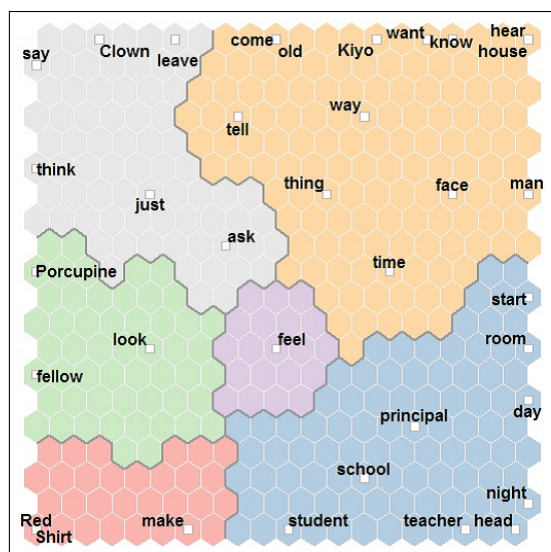 say
Clown
leave
come
old
Kiyo
want
know
hear
house
tell
way
think
just
thing
face
man
ask
Porcupine
time
start
look
feel
room
fellow
principal
day
school
night
Red
Shirt
make
student
teacher
head